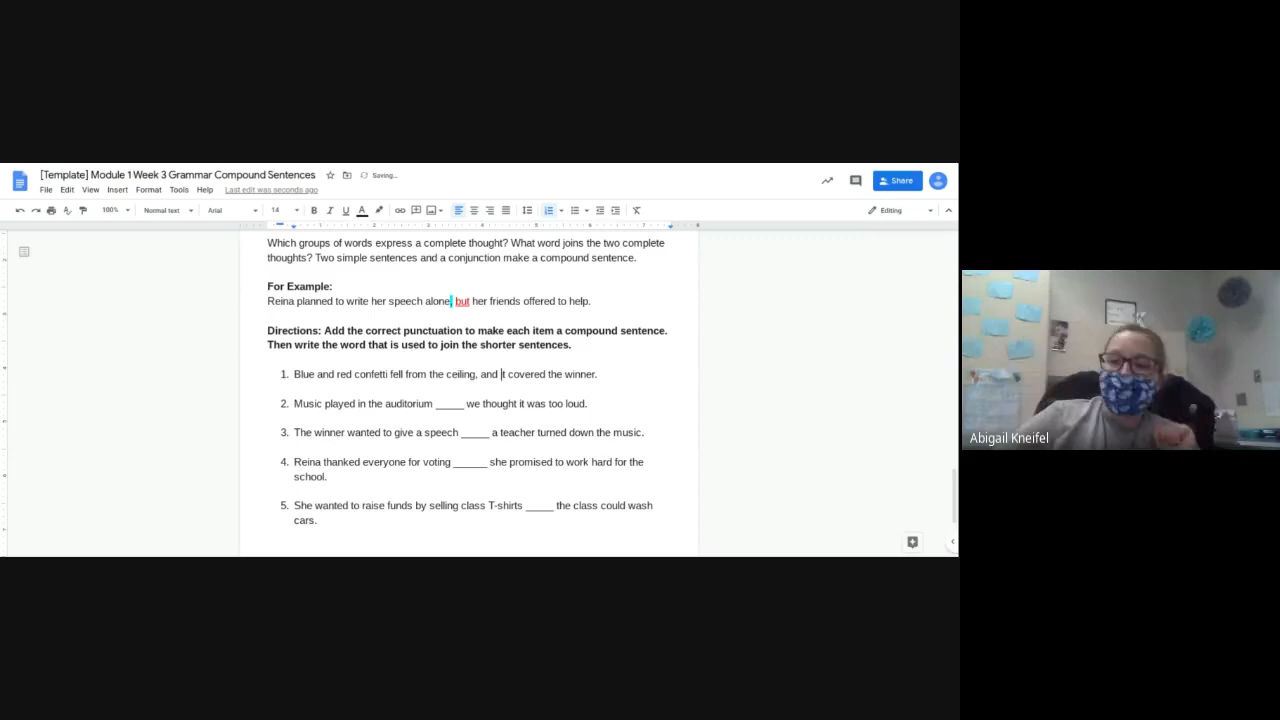 [Template] Module 1 Week 3 Grammar Compound Sentences
Saving...
File Edit View Insert Format Tools Help Last edit was seconds ago
Share
100% Normal text Arial 14 B I U A
Editing
1 2 3 4 5 6 7 8
Which groups of words express a complete thought? What word joins the two complete
thoughts? Two simple sentences and a conjunction make a compound sentence.
For Example:
Reina planned to write her speech alone, but her friends offered to help.
Directions: Add the correct punctuation to make each item a compound sentence.
Then write the word that is used to join the shorter sentences.
1. Blue and red confetti fell from the ceiling, and it covered the winner.
2. Music played in the auditorium _____ we thought it was too loud.
3. The winner wanted to give a speech _____ a teacher turned down the music.
4. Reina thanked everyone for voting ______ she promised to work hard for the
school.
5. She wanted to raise funds by selling class T-shirts _____ the class could wash
cars.
Abigail Kneifel